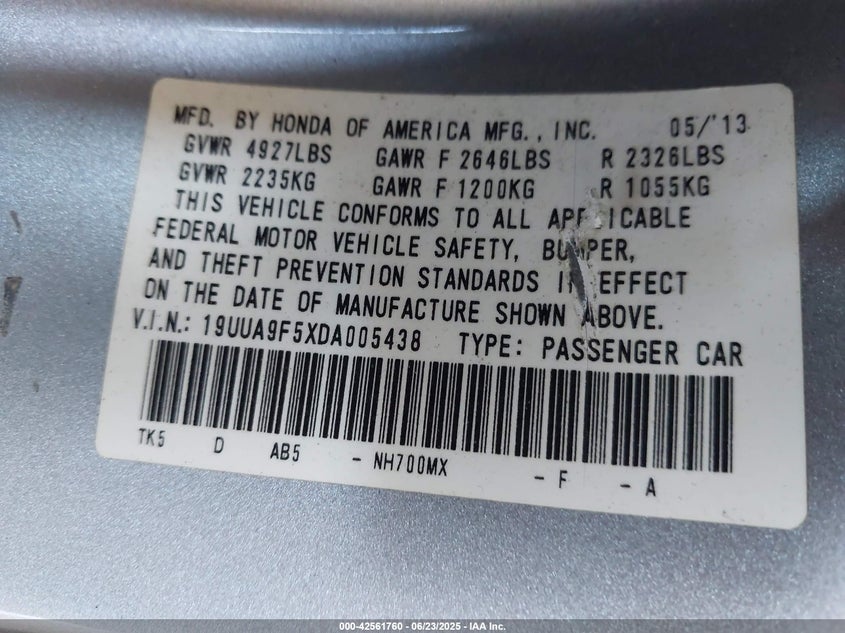 MFD. BY HONDA OF AMERICA MFG., INC. 05/'13
GVWR 4927LBS GAWR F 2646LBS R 2326LBS
GVWR 2235KG GAWR F 1200KG R 1055KG
THIS VEHICLE CONFORMS TO ALL APPLICABLE
FEDERAL MOTOR VEHICLE SAFETY, BUMPER,
AND THEFT PREVENTION STANDARDS IN EFFECT
ON THE DATE OF MANUFACTURE SHOWN ABOVE.
V.I.N.: 19UUA9F5XDA005438 TYPE: PASSENGER CAR
TK5 D AB5 - NH700MX - F - A
000-42561760 - 06/23/2025 - IAA Inc.